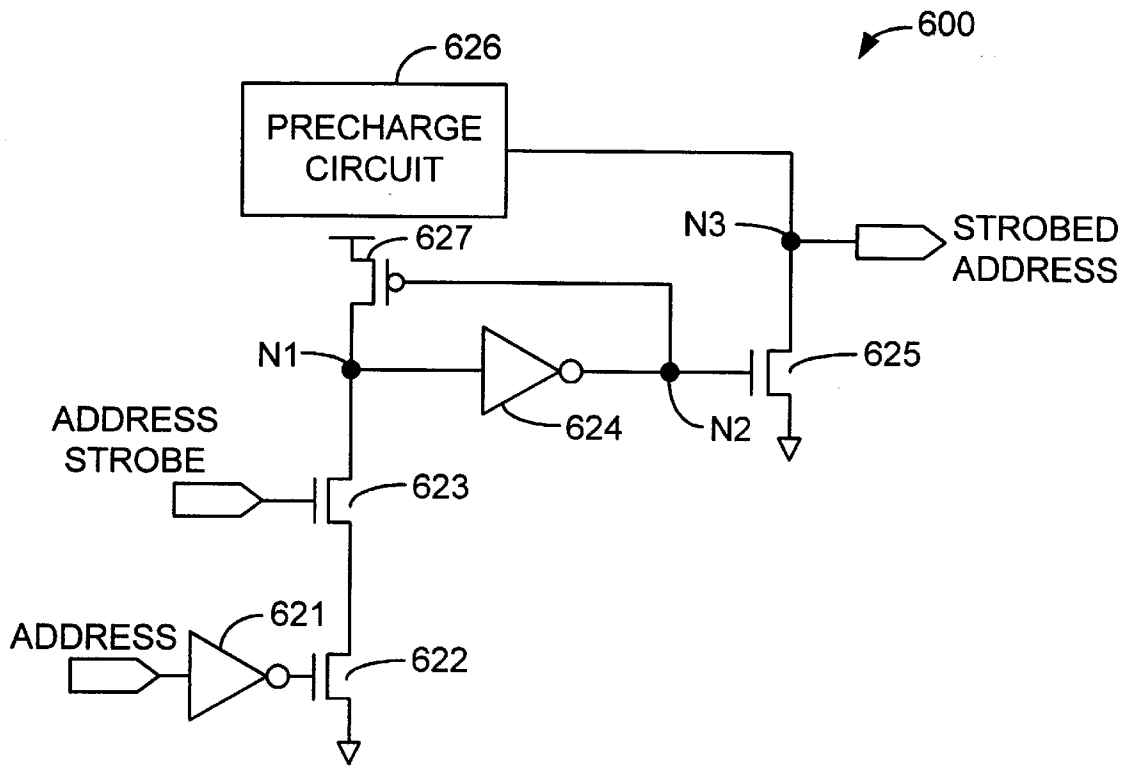 600
626
PRECHARGE
CIRCUIT
627
N3
STROBED
ADDRESS
N1
625
624
N2
ADDRESS
STROBE
623
621
ADDRESS
622